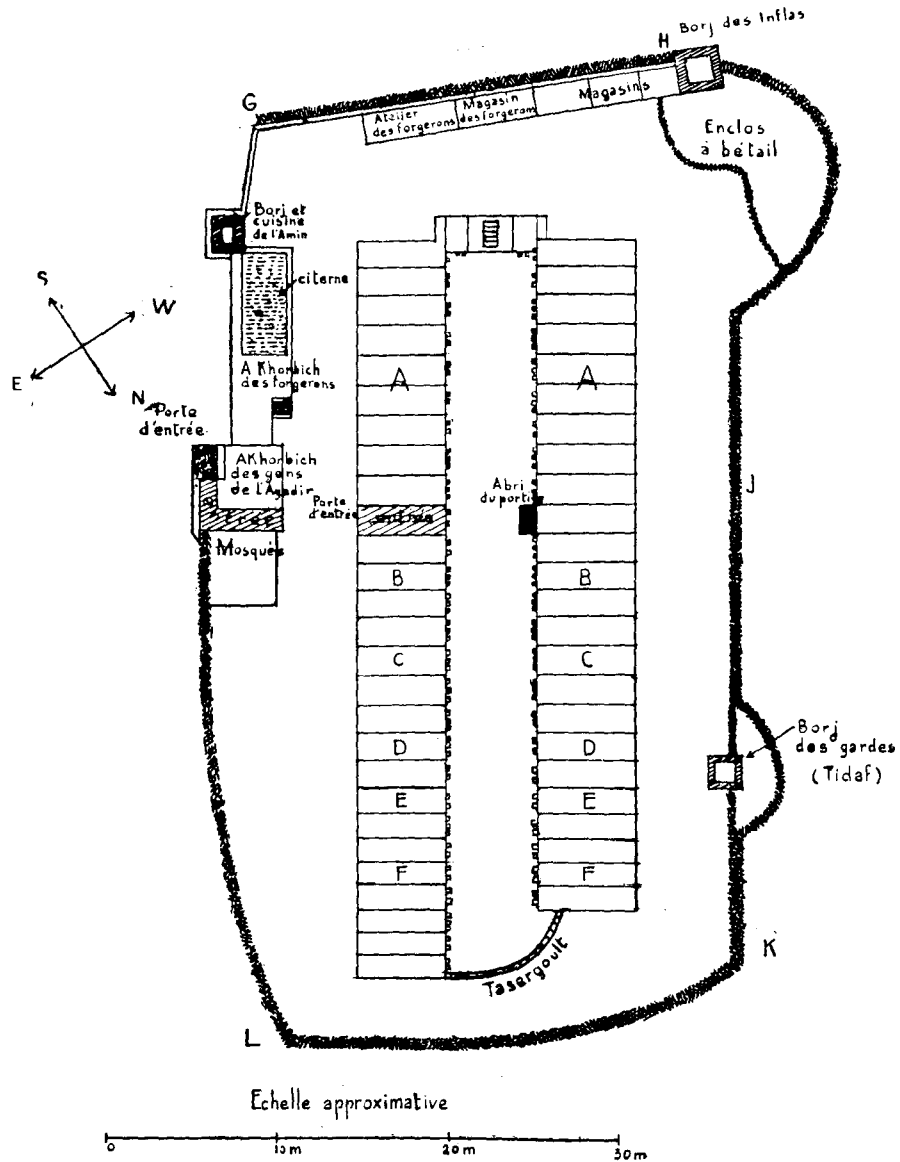 Borj des Inflas
H
G
Atelier
des forgerons
Magasin
des forgerons
Magasins
Enclos
à bétail
Borj et
cuisine
de l'Amin
citerne
S
W
E
N
A Khorbich
des forgerons
A
A
Porte
d'entrée
AKhorbich
des gens
de l'Agadir
Porte
d'entrée
entrée
Abri
du portier
J
Mosquée
B
B
C
C
D
D
Borj
des gardes
(Tidaf)
E
E
F
F
K
Tasergoult
L
Echelle approximative
0
10m
20m
30m